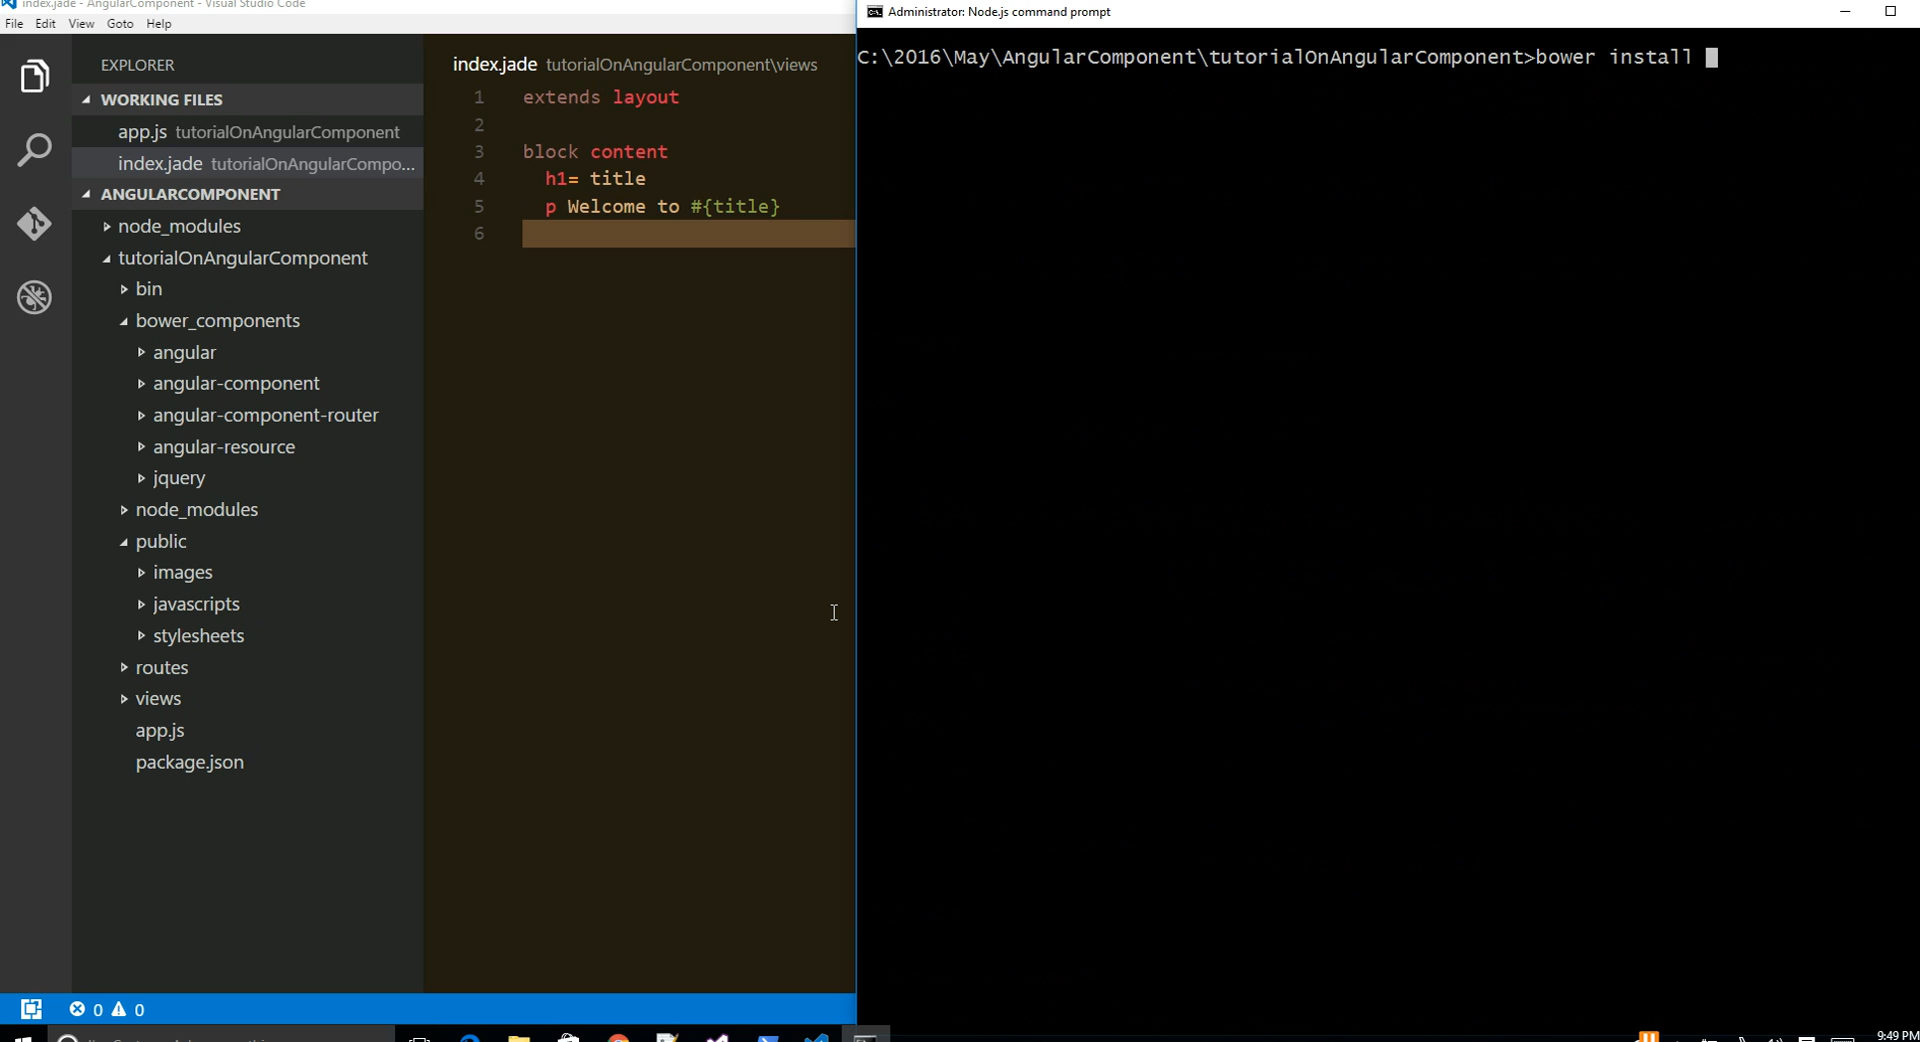 index.jade - AngularComponent - Visual Studio Code
File Edit View Goto Help
EXPLORER
WORKING FILES
app.js tutorialOnAngularComponent
index.jade tutorialOnAngularCompo...
ANGULARCOMPONENT
node_modules
tutorialOnAngularComponent
bin
bower_components
angular
angular-component
angular-component-router
angular-resource
jquery
node_modules
public
images
javascripts
stylesheets
routes
views
app.js
package.json
index.jade tutorialOnAngularComponent\views
1 extends layout
2
3 block content
4 h1= title
5 p Welcome to #{title}
6
0 0
Administrator: Node.js command prompt
C:\2016\May\AngularComponent\tutorialOnAngularComponent>bower install
9:49 PM